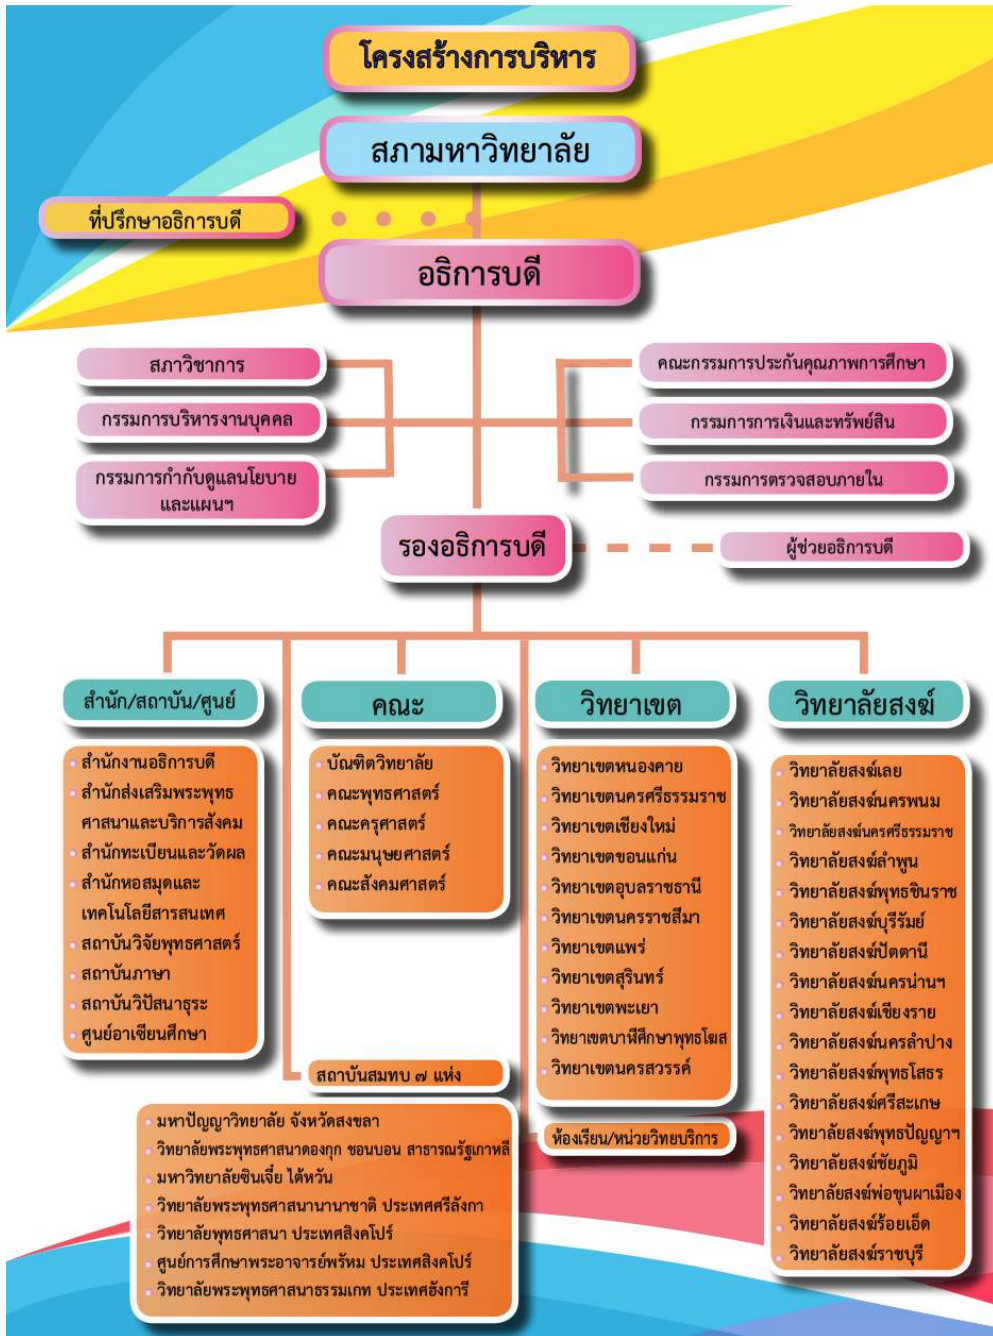 โครงสร้างการบริหาร
สภามหาวิทยาลัย
ที่ปรึกษาอธิการบดี
อธิการบดี
สภาวิชาการ
กรรมการบริหารงานบุคคล
กรรมการกำกับดูแลนโยบาย
และแผนฯ
คณะกรรมการประกันคุณภาพการศึกษา
กรรมการการเงินและทรัพย์สิน
กรรมการตรวจสอบภายใน
รองอธิการบดี
ผู้ช่วยอธิการบดี
สำนัก/สถาบัน/ศูนย์
สำนักงานอธิการบดี
สำนักส่งเสริมพระพุทธ
ศาสนาและบริการสังคม
สำนักทะเบียนและวัดผล
สำนักหอสมุดและ
เทคโนโลยีสารสนเทศ
สถาบันวิจัยพุทธศาสตร์
สถาบันภาษา
สถาบันวิปัสนาธุระ
ศูนย์อาเซียนศึกษา
คณะ
บัณฑิตวิทยาลัย
คณะพุทธศาสตร์
คณะครุศาสตร์
คณะมนุษยศาสตร์
คณะสังคมศาสตร์
วิทยาเขต
วิทยาเขตหนองคาย
วิทยาเขตนครศรีธรรมราช
วิทยาเขตเชียงใหม่
วิทยาเขตขอนแก่น
วิทยาเขตอุบลราชธานี
วิทยาเขตนครราชสีมา
วิทยาเขตแพร่
วิทยาเขตสุรินทร์
วิทยาเขตพะเยา
วิทยาเขตบาฬีศึกษาพุทธโฆส
วิทยาเขตนครสวรรค์
ห้องเรียน/หน่วยวิทยบริการ
วิทยาลัยสงฆ์
วิทยาลัยสงฆ์เลย
วิทยาลัยสงฆ์นครพนม
วิทยาลัยสงฆ์นครศรีธรรมราช
วิทยาลัยสงฆ์ลำพูน
วิทยาลัยสงฆ์พุทธชินราช
วิทยาลัยสงฆ์บุรีรัมย์
วิทยาลัยสงฆ์ปัตตานี
วิทยาลัยสงฆ์นครน่านฯ
วิทยาลัยสงฆ์เชียงราย
วิทยาลัยสงฆ์นครลำปาง
วิทยาลัยสงฆ์พุทธโสธร
วิทยาลัยสงฆ์ศรีสะเกษ
วิทยาลัยสงฆ์พุทธปัญญาฯ
วิทยาลัยสงฆ์ชัยภูมิ
วิทยาลัยสงฆ์พ่อขุนผาเมือง
วิทยาลัยสงฆ์ร้อยเอ็ด
วิทยาลัยสงฆ์ราชบุรี
สถาบันสมทบ ๗ แห่ง
มหาปัญญาวิทยาลัย จังหวัดสงขลา
วิทยาลัยพระพุทธศาสนาดองกุก ชอนบอน สาธารณรัฐเกาหลี
มหาวิทยาลัยซินเจี๋ย ไต้หวัน
วิทยาลัยพระพุทธศาสนานานาชาติ ประเทศศรีลังกา
วิทยาลัยพุทธศาสนา ประเทศสิงคโปร์
ศูนย์การศึกษาพระอาจารย์พรัหม ประเทศสิงคโปร์
วิทยาลัยพระพุทธศาสนาธรรมเกท ประเทศฮังการี